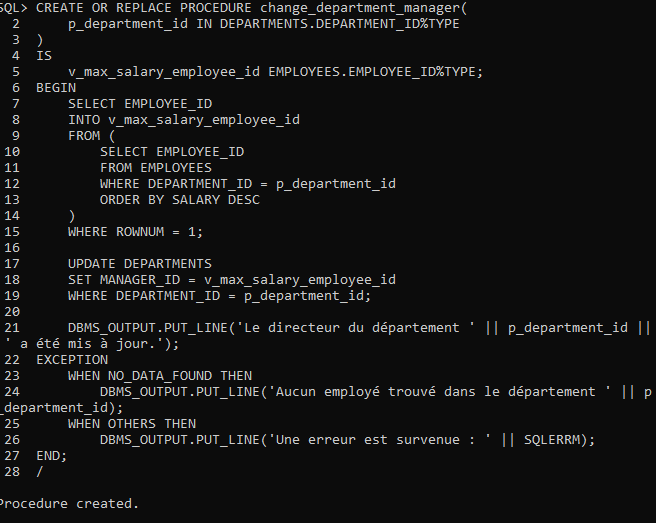 SQL> CREATE OR REPLACE PROCEDURE change_department_manager(
  2      p_department_id IN DEPARTMENTS.DEPARTMENT_ID%TYPE
  3  )
  4  IS
  5      v_max_salary_employee_id EMPLOYEES.EMPLOYEE_ID%TYPE;
  6  BEGIN
  7      SELECT EMPLOYEE_ID
  8      INTO v_max_salary_employee_id
  9      FROM (
 10          SELECT EMPLOYEE_ID
 11          FROM EMPLOYEES
 12          WHERE DEPARTMENT_ID = p_department_id
 13          ORDER BY SALARY DESC
 14      )
 15      WHERE ROWNUM = 1;
 16
 17      UPDATE DEPARTMENTS
 18      SET MANAGER_ID = v_max_salary_employee_id
 19      WHERE DEPARTMENT_ID = p_department_id;
 20
 21      DBMS_OUTPUT.PUT_LINE('Le directeur du département ' || p_department_id ||
 ' a été mis à jour.');
 22  EXCEPTION
 23      WHEN NO_DATA_FOUND THEN
 24          DBMS_OUTPUT.PUT_LINE('Aucun employé trouvé dans le département ' || p
_department_id);
 25      WHEN OTHERS THEN
 26          DBMS_OUTPUT.PUT_LINE('Une erreur est survenue : ' || SQLERRM);
 27  END;
 28  /
Procedure created.